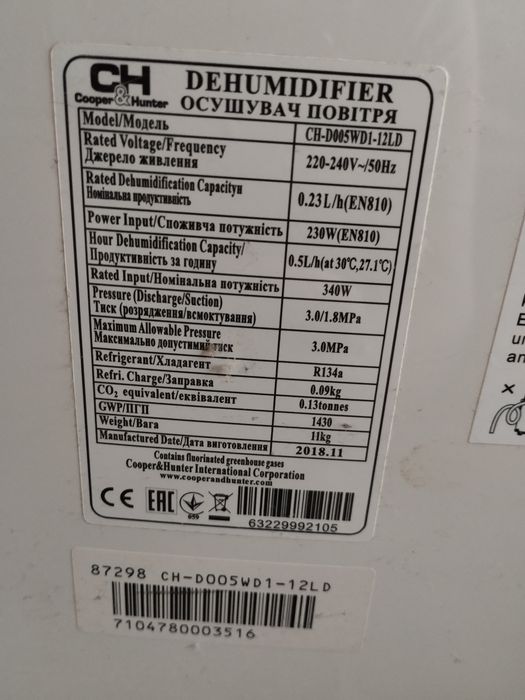 CH
Cooper&Hunter
DEHUMIDIFIER
ОСУШУВАЧ ПОВІТРЯ
Model/Модель CH-D005WD1-12LD
Rated Voltage/Frequency
Джерело живлення 220-240V~/50Hz
Rated Dehumidification Capacityн
Номінальна продуктивність 0.23L/h(EN810)
Power Input/Споживча потужність 230W(EN810)
Hour Dehumidification Capacity/
Продуктивність за годину 0.5L/h(at30℃,27.1℃)
Rated Input/Номінальна потужність 340W
Pressure (Discharge/Suction)
Тиск (розрядження/всмоктування) 3.0/1.8MPa
Maximum Allowable Pressure
Максимально допустимий тиск 3.0MPa
Refrigerant/Хладагент R134a
Refri. Charge/Заправка 0.09kg
CO₂ equivalent/еквівалент 0.13tonnes
GWP/ПГП 1430
Weight/Вага 11kg
Manufactured Date/Дата виготовлення 2018.11
Contains fluorinated greenhouse gases
Cooper&Hunter International Corporation
www.cooperandhunter.com
CE EAC
059
63229992105
87298 CH-D005WD1-12LD
7104780003516